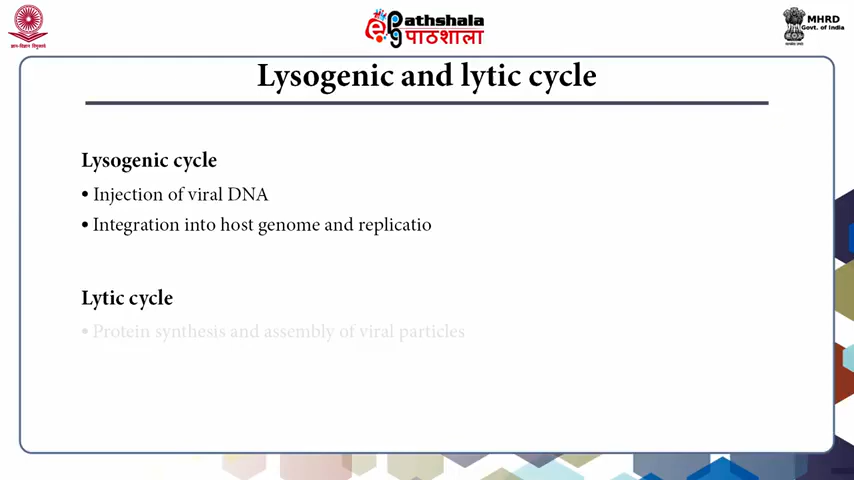 ePathshala
पाठशाला
MHRD
Govt. of India
Lysogenic and lytic cycle
Lysogenic cycle
• Injection of viral DNA
• Integration into host genome and replicatio
Lytic cycle
• Protein synthesis and assembly of viral particles